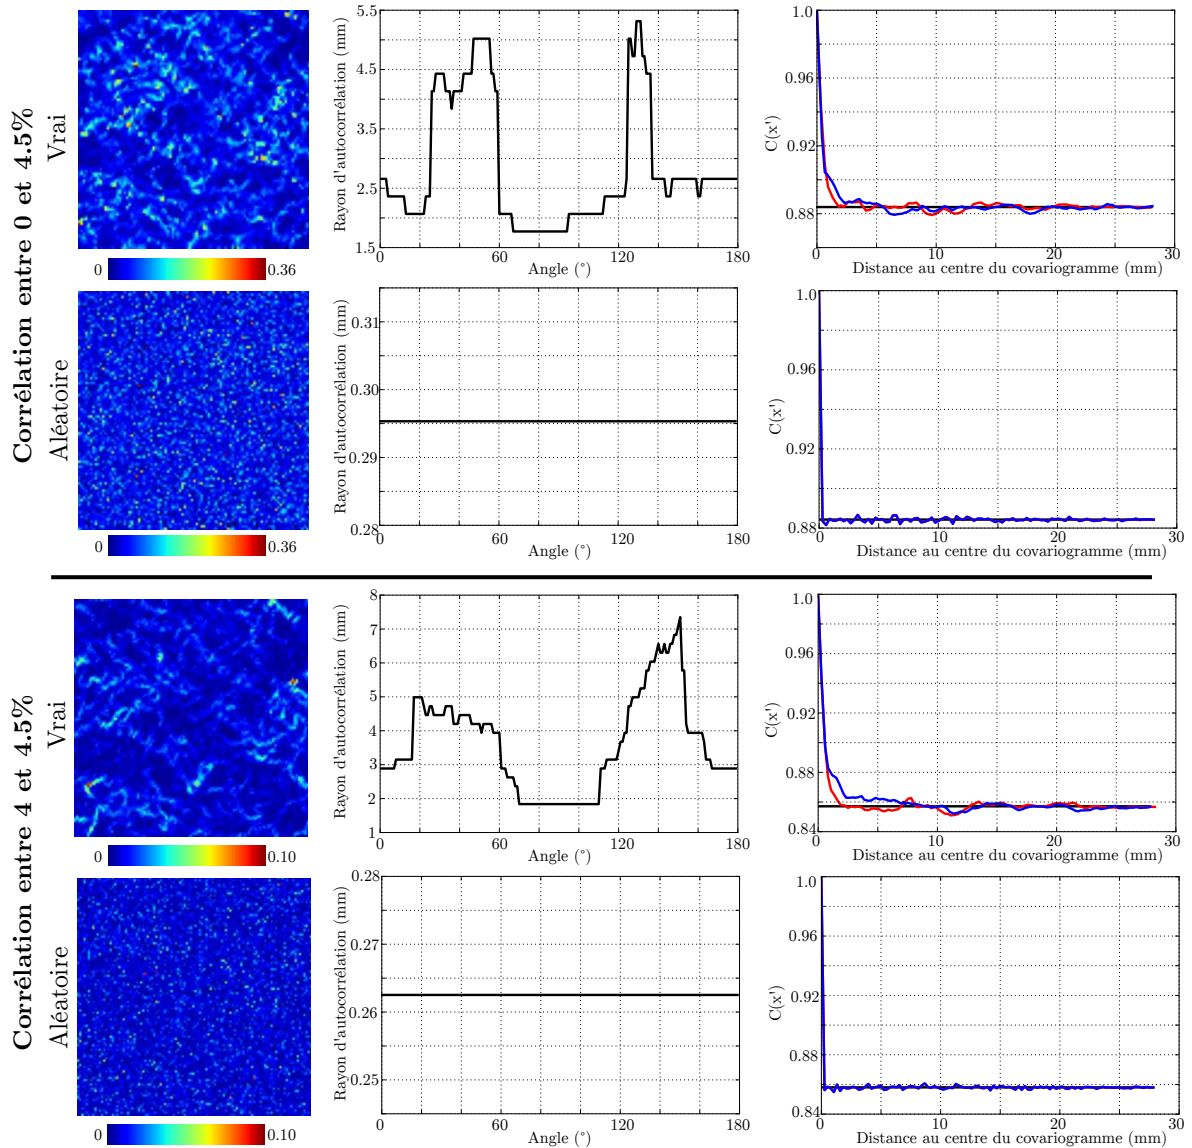 Corrélation entre 0 et 4.5%
Vrai
0 0.36
Rayon d'autocorrélation (mm)
5.5
4.5
3.5
2.5
1.5
0 60 120 180
Angle (°)
C(x')
1.0
0.96
0.92
0.88
0 10 20 30
Distance au centre du covariogramme (mm)
Aléatoire
0 0.36
Rayon d'autocorrélation (mm)
0.31
0.30
0.29
0.28
0 60 120 180
Angle (°)
C(x')
1.0
0.96
0.92
0.88
0 10 20 30
Distance au centre du covariogramme (mm)
Corrélation entre 4 et 4.5%
Vrai
0 0.10
Rayon d'autocorrélation (mm)
8
7
6
5
4
3
2
1
0 60 120 180
Angle (°)
C(x')
1.0
0.96
0.92
0.88
0.84
0 10 20 30
Distance au centre du covariogramme (mm)
Aléatoire
0 0.10
Rayon d'autocorrélation (mm)
0.28
0.27
0.26
0.25
0 60 120 180
Angle (°)
C(x')
1.0
0.96
0.92
0.88
0.84
0 10 20 30
Distance au centre du covariogramme (mm)